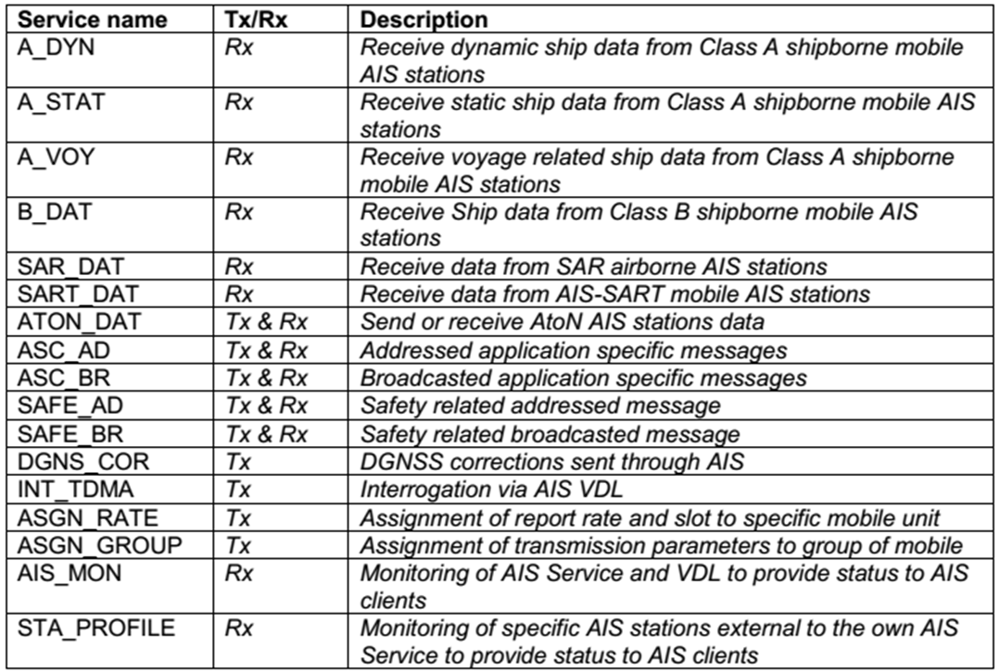 Service name Tx/Rx Description
A_DYN Rx Receive dynamic ship data from Class A shipborne mobile
AIS stations
A_STAT Rx Receive static ship data from Class A shipborne mobile AIS
stations
A_VOY Rx Receive voyage related ship data from Class A shipborne
mobile AIS stations
B_DAT Rx Receive Ship data from Class B shipborne mobile AIS
stations
SAR_DAT Rx Receive data from SAR airborne AIS stations
SART_DAT Rx Receive data from AIS-SART mobile AIS stations
ATON_DAT Tx & Rx Send or receive AtoN AIS stations data
ASC_AD Tx & Rx Addressed application specific messages
ASC_BR Tx & Rx Broadcasted application specific messages
SAFE_AD Tx & Rx Safety related addressed message
SAFE_BR Tx & Rx Safety related broadcasted message
DGNS_COR Tx DGNSS corrections sent through AIS
INT_TDMA Tx Interrogation via AIS VDL
ASGN_RATE Tx Assignment of report rate and slot to specific mobile unit
ASGN_GROUP Tx Assignment of transmission parameters to group of mobile
AIS_MON Rx Monitoring of AIS Service and VDL to provide status to AIS
clients
STA_PROFILE Rx Monitoring of specific AIS stations external to the own AIS
Service to provide status to AIS clients